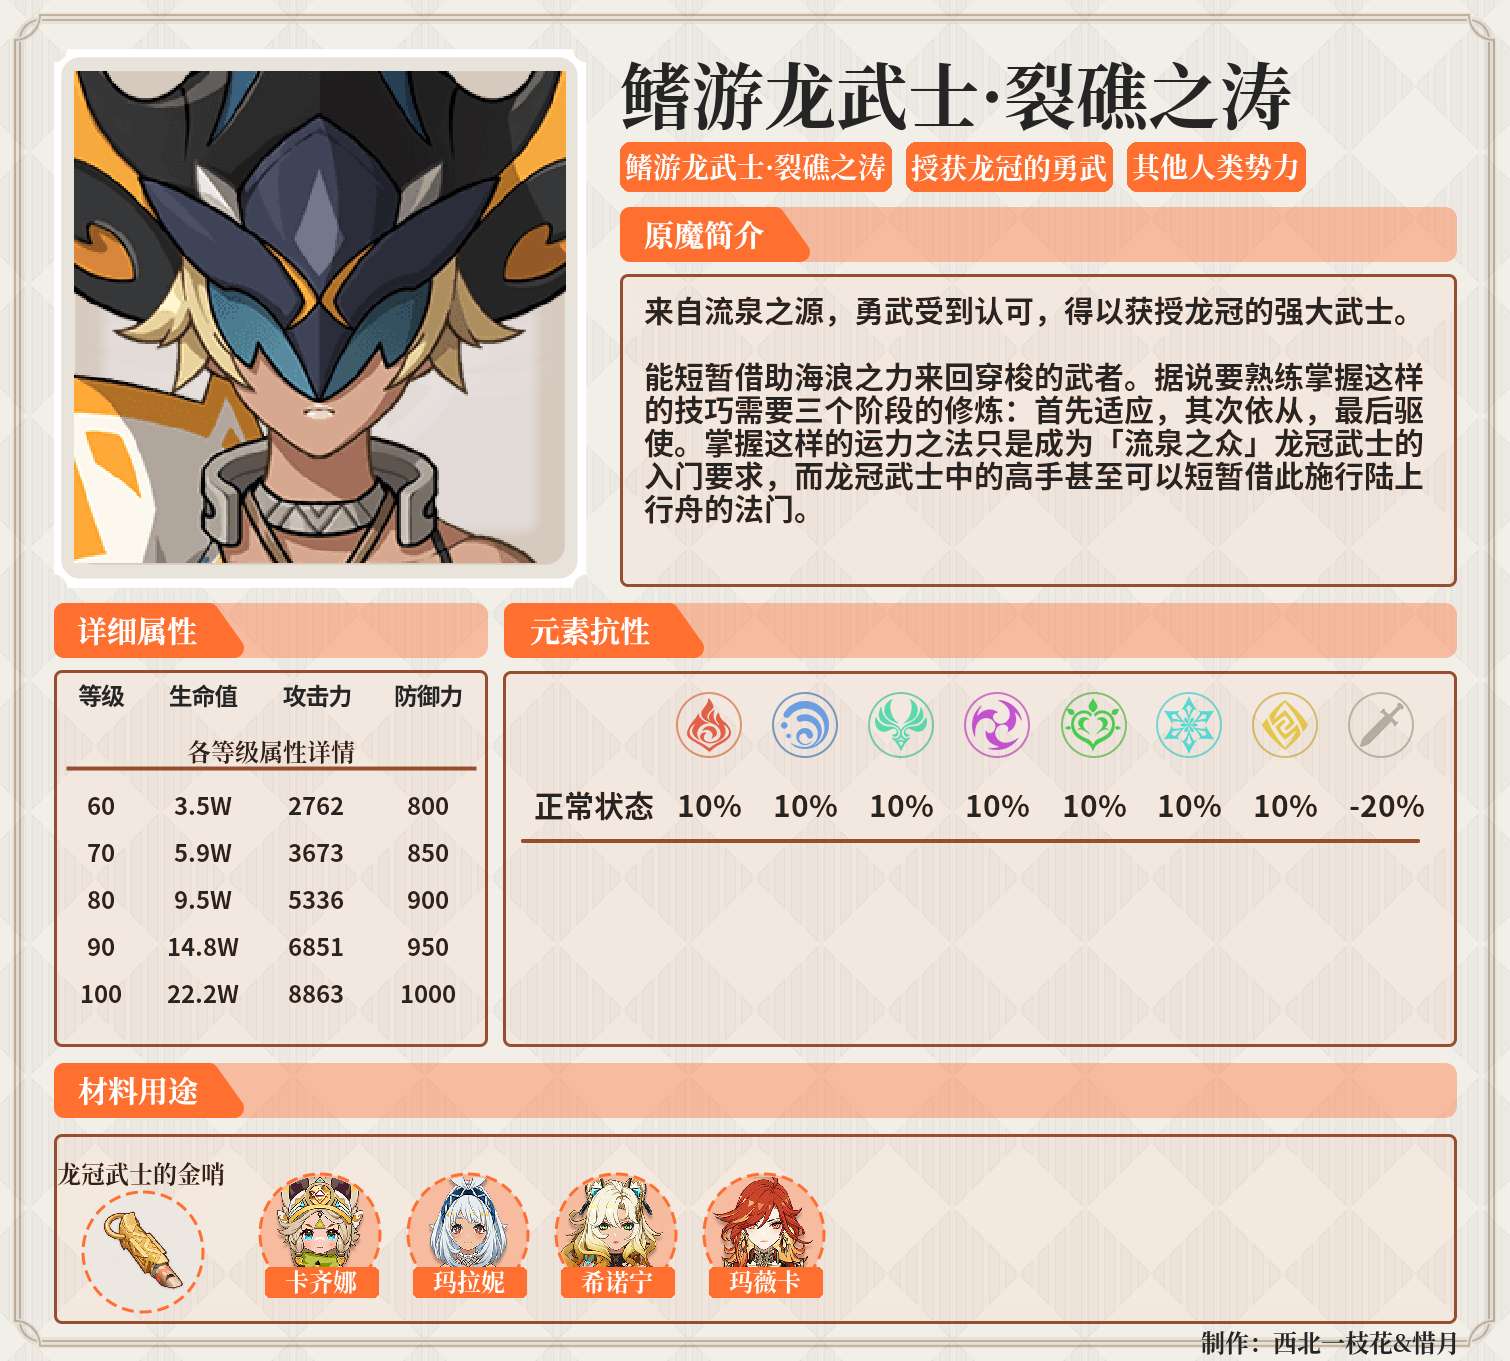 鳍游龙武士·裂礁之涛
鳍游龙武士·裂礁之涛 授获龙冠的勇武 其他人类势力
原魔简介
来自流泉之源，勇武受到认可，得以获授龙冠的强大武士。
能短暂借助海浪之力来回穿梭的武者。据说要熟练掌握这样
的技巧需要三个阶段的修炼：首先适应，其次依从，最后驱
使。掌握这样的运力之法只是成为「流泉之众」龙冠武士的
入门要求，而龙冠武士中的高手甚至可以短暂借此施行陆上
行舟的法门。
详细属性
等级 生命值 攻击力 防御力
各等级属性详情
60 3.5W 2762 800
70 5.9W 3673 850
80 9.5W 5336 900
90 14.8W 6851 950
100 22.2W 8863 1000
元素抗性
正常状态 10% 10% 10% 10% 10% 10% 10% -20%
材料用途
龙冠武士的金哨
卡齐娜 玛拉妮 希诺宁 玛薇卡
制作：西北一枝花&惜月